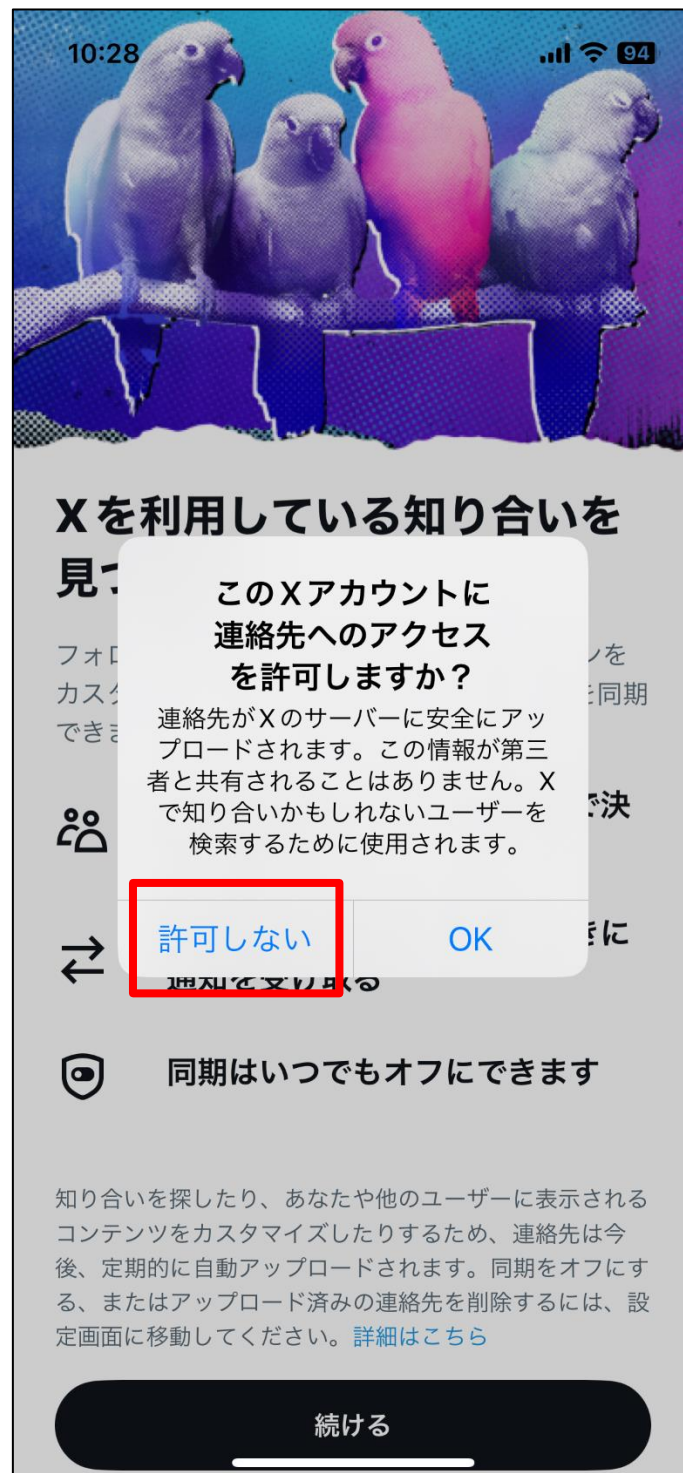 10:28
94
Xを利用している知り合いを
見つ
このXアカウントに
連絡先へのアクセス
を許可しますか？
フォロ
ンを
カスタ
同期
できま
連絡先がXのサーバーに安全にアッ
プロードされます。この情報が第三
者と共有されることはありません。X
で知り合いかもしれないユーザーを
検索するために使用されます。
で決
許可しない
OK
きに
通知を受け取る
同期はいつでもオフにできます
知り合いを探したり、あなたや他のユーザーに表示される
コンテンツをカスタマイズしたりするため、連絡先は今
後、定期的に自動アップロードされます。同期をオフにす
る、またはアップロード済みの連絡先を削除するには、設
定画面に移動してください。詳細はこちら
続ける